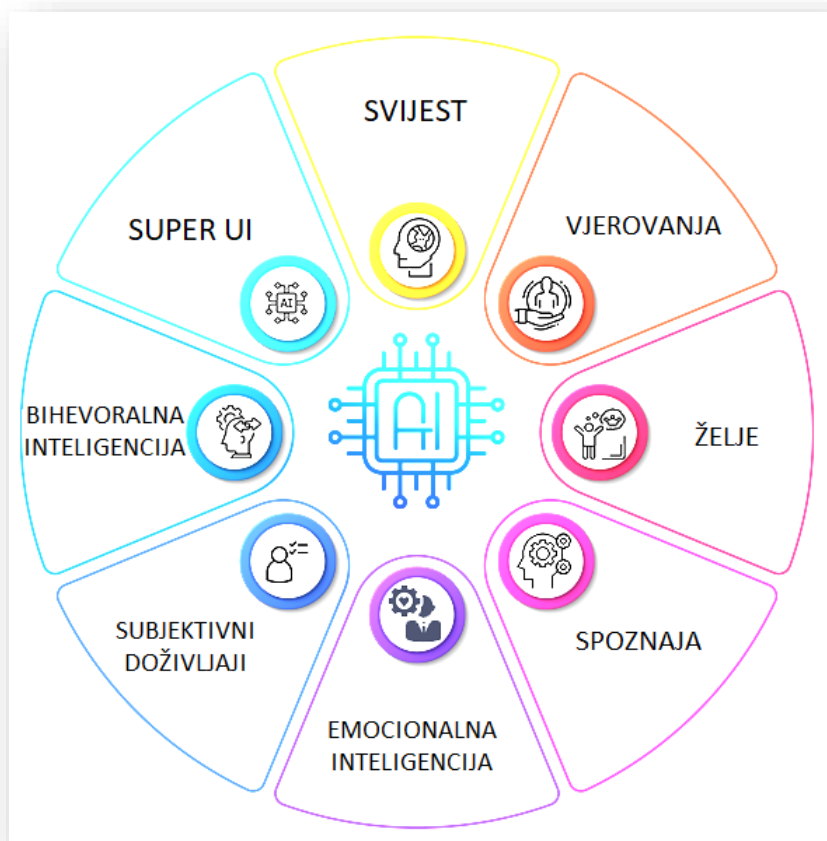 SVIJEST
VJEROVANJA
ŽELJE
SPOZNAJA
EMOCIONALNA
INTELIGENCIJA
SUBJEKTIVNI
DOŽIVLJAJI
BIHEVORALNA
INTELIGENCIJA
SUPER UI
AI
AI